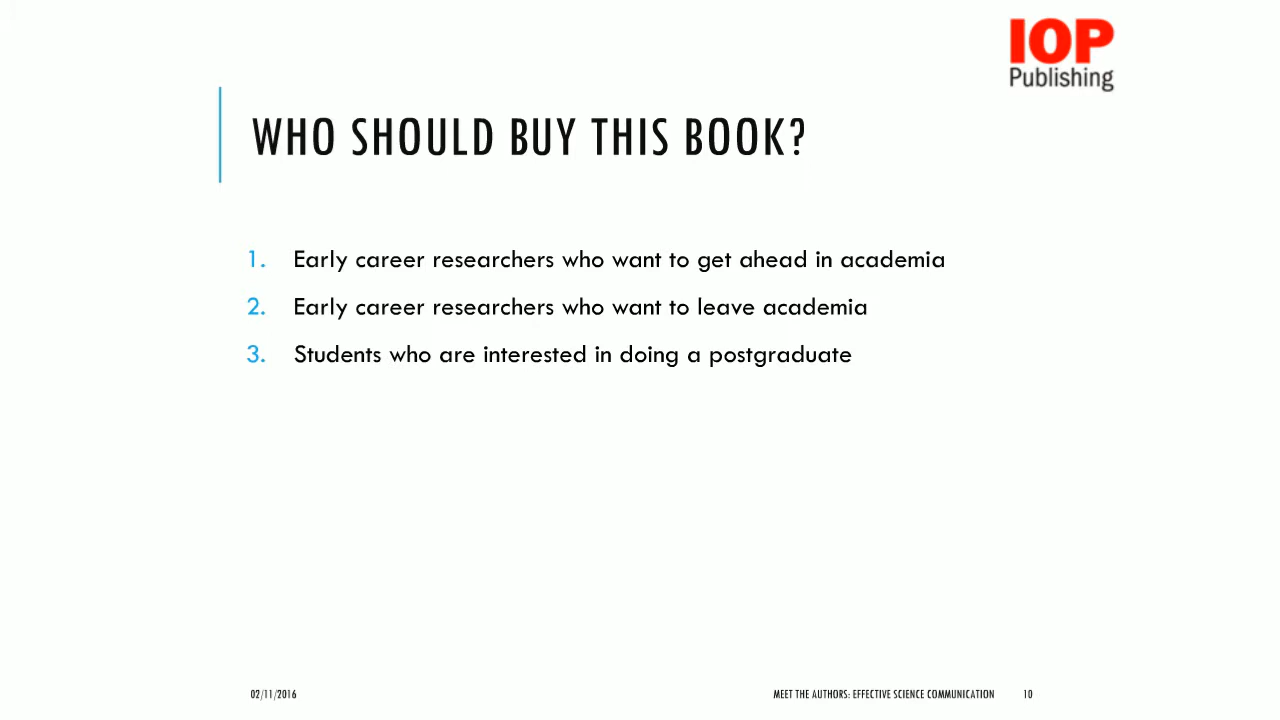 IOP
Publishing
WHO SHOULD BUY THIS BOOK?
1. Early career researchers who want to get ahead in academia
2. Early career researchers who want to leave academia
3. Students who are interested in doing a postgraduate
02/11/2016
MEET THE AUTHORS: EFFECTIVE SCIENCE COMMUNICATION
10